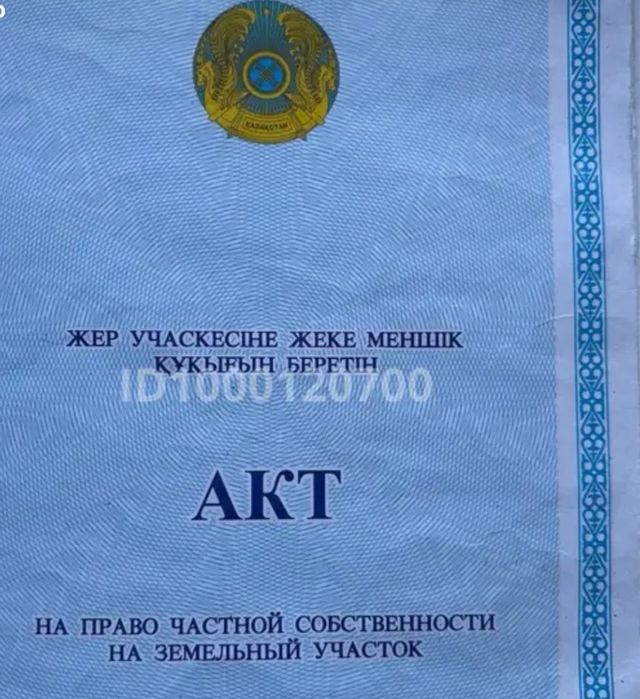 ҚАЗАҚСТАН
ЖЕР УЧАСКЕСІНЕ ЖЕКЕ МЕНШІК
ҚҰҚЫҒЫН БЕРЕТІН
ID1000120700
АКТ
НА ПРАВО ЧАСТНОЙ СОБСТВЕННОСТИ
НА ЗЕМЕЛЬНЫЙ УЧАСТОК